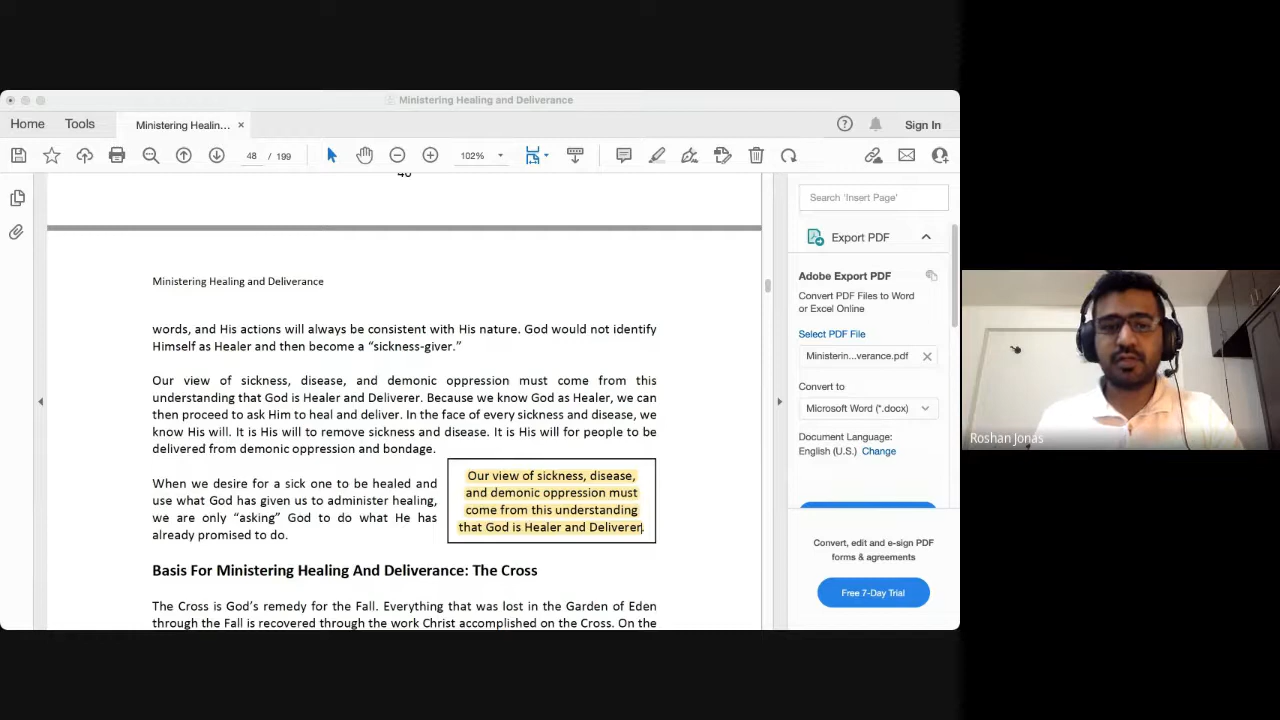 Ministering Healing and Deliverance
Home
Tools
Ministering Healin...
Sign In
48 / 199
102%
Search 'Insert Page'
Export PDF
Adobe Export PDF
Convert PDF Files to Word
or Excel Online
Select PDF File
Ministerin...verance.pdf
Convert to
Microsoft Word (*.docx)
Document Language:
English (U.S.) Change
Convert, edit and e-sign PDF
forms & agreements
Free 7-Day Trial
Ministering Healing and Deliverance
words, and His actions will always be consistent with His nature. God would not identify
Himself as Healer and then become a “sickness-giver.”
Our view of sickness, disease, and demonic oppression must come from this
understanding that God is Healer and Deliverer. Because we know God as Healer, we can
then proceed to ask Him to heal and deliver. In the face of every sickness and disease, we
know His will. It is His will to remove sickness and disease. It is His will for people to be
delivered from demonic oppression and bondage.
When we desire for a sick one to be healed and
use what God has given us to administer healing,
we are only “asking” God to do what He has
already promised to do.
Our view of sickness, disease,
and demonic oppression must
come from this understanding
that God is Healer and Deliverer.
Basis For Ministering Healing And Deliverance: The Cross
The Cross is God’s remedy for the Fall. Everything that was lost in the Garden of Eden
through the Fall is recovered through the work Christ accomplished on the Cross. On the
Roshan Jonas